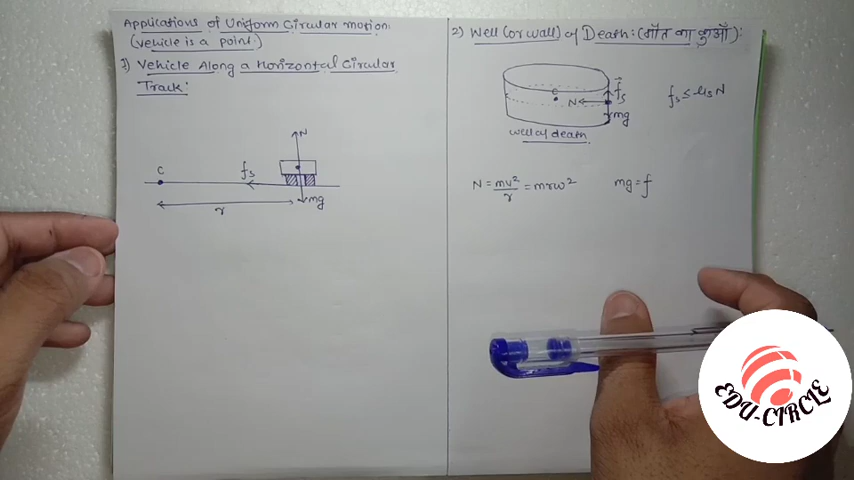 Applications of Uniform Circular motion:
(vehicle is a point.)
1) Vehicle Along a Horizontal Circular
Track:
N
C
fs
mg
r
2) Well (or wall) of Death: (मौत का कुआँ):
fs
C
N
mg
fs ≤ μsN
well of death
N = mv²/r = mrω²
mg = f
EDU-CIRCLE